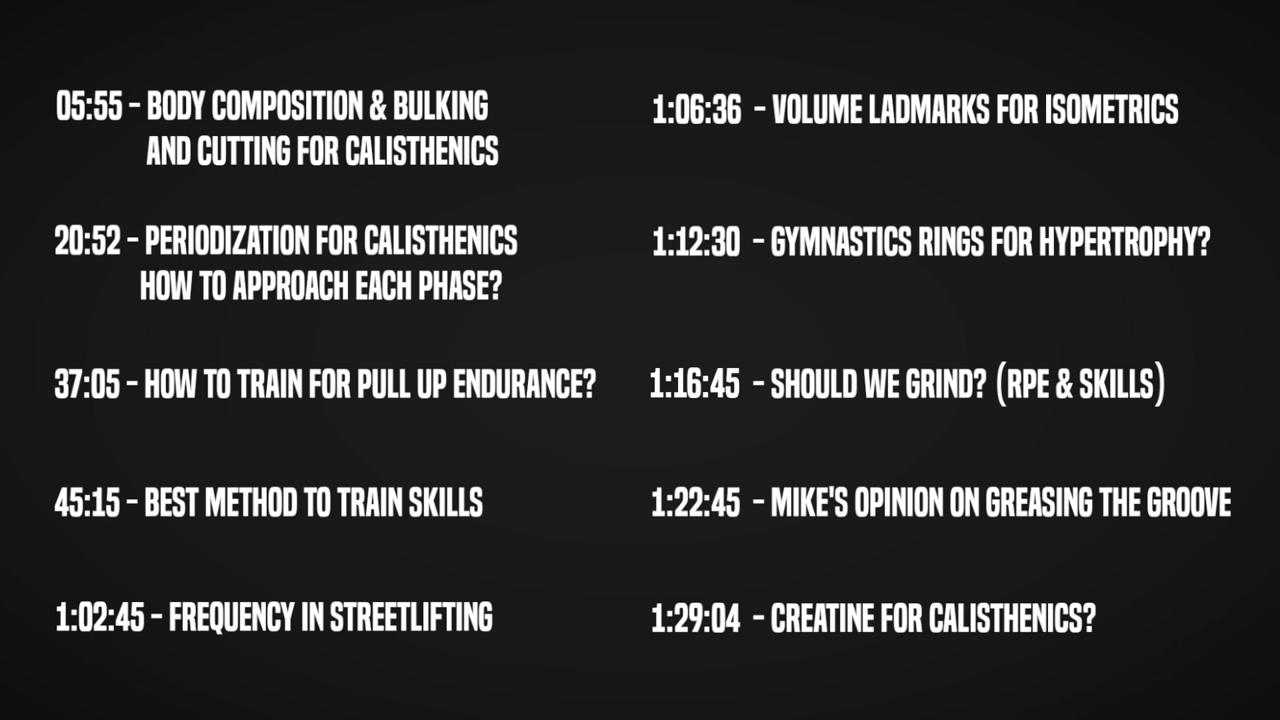 05:55 - BODY COMPOSITION & BULKING
AND CUTTING FOR CALISTHENICS
20:52 - PERIODIZATION FOR CALISTHENICS
HOW TO APPROACH EACH PHASE?
37:05 - HOW TO TRAIN FOR PULL UP ENDURANCE?
45:15 - BEST METHOD TO TRAIN SKILLS
1:02:45 - FREQUENCY IN STREETLIFTING
1:06:36 - VOLUME LADMARKS FOR ISOMETRICS
1:12:30 - GYMNASTICS RINGS FOR HYPERTROPHY?
1:16:45 - SHOULD WE GRIND? (RPE & SKILLS)
1:22:45 - MIKE'S OPINION ON GREASING THE GROOVE
1:29:04 - CREATINE FOR CALISTHENICS?